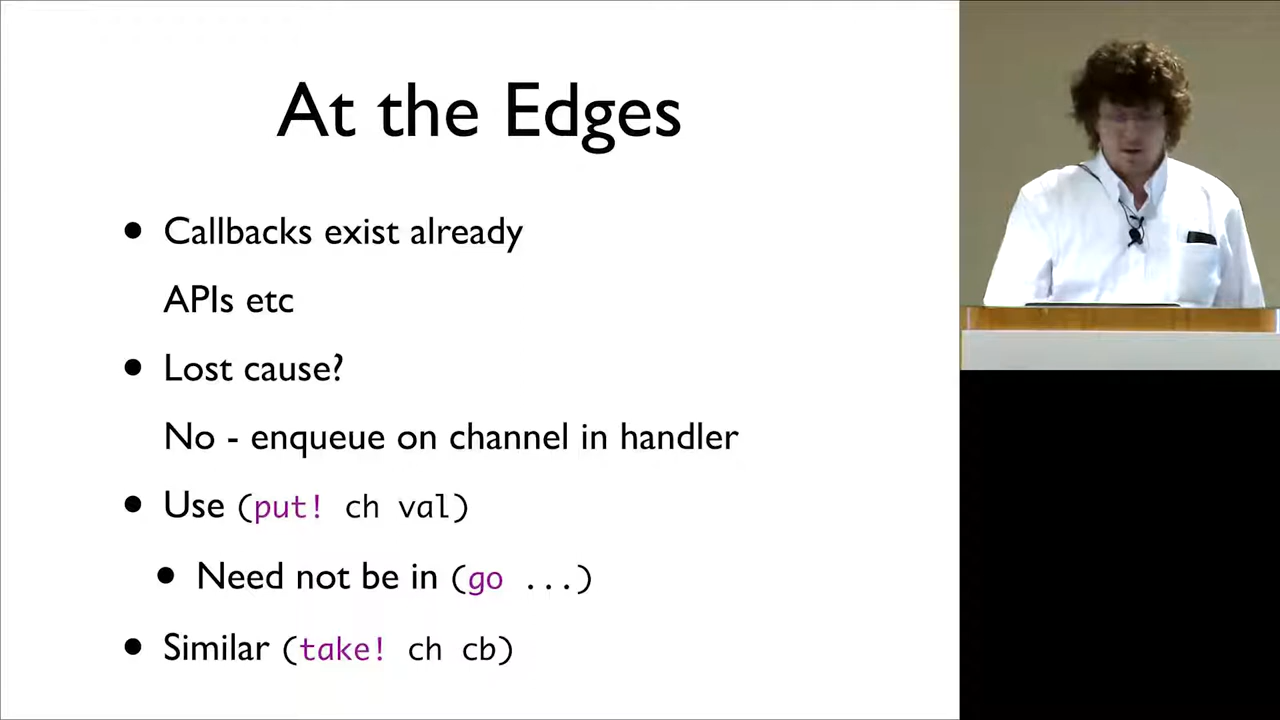 At the Edges
• Callbacks exist already
APIs etc
• Lost cause?
No - enqueue on channel in handler
• Use (put! ch val)
• Need not be in (go ...)
• Similar (take! ch cb)